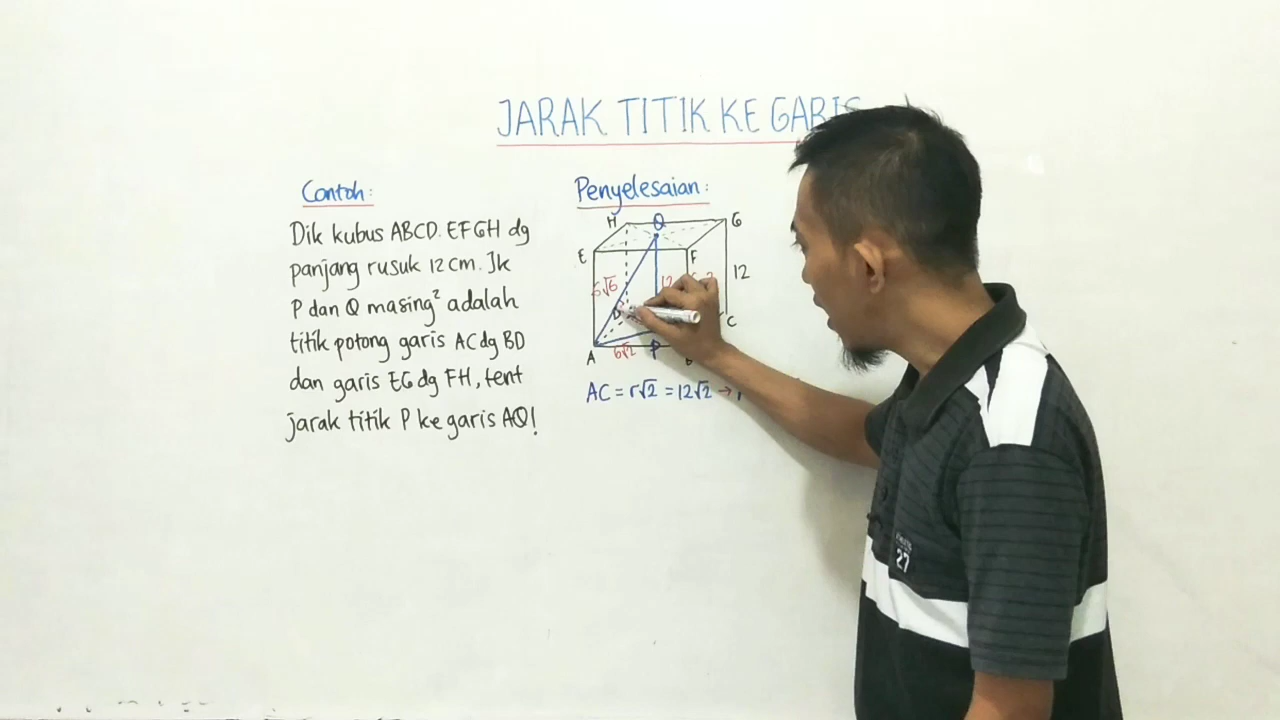 JARAK TITIK KE GARIS
Contoh:
Dik kubus ABCD. EFGH dg
panjang rusuk 12 cm. Jk
P dan Q masing² adalah
titik potong garis AC dg BD
dan garis EG dg FH, tent
jarak titik P ke garis AQ!
Penyelesaian:
H Q G
E F
6√6 12 12
D C
A 6√2 P B
AC = r√2 = 12√2 →
27